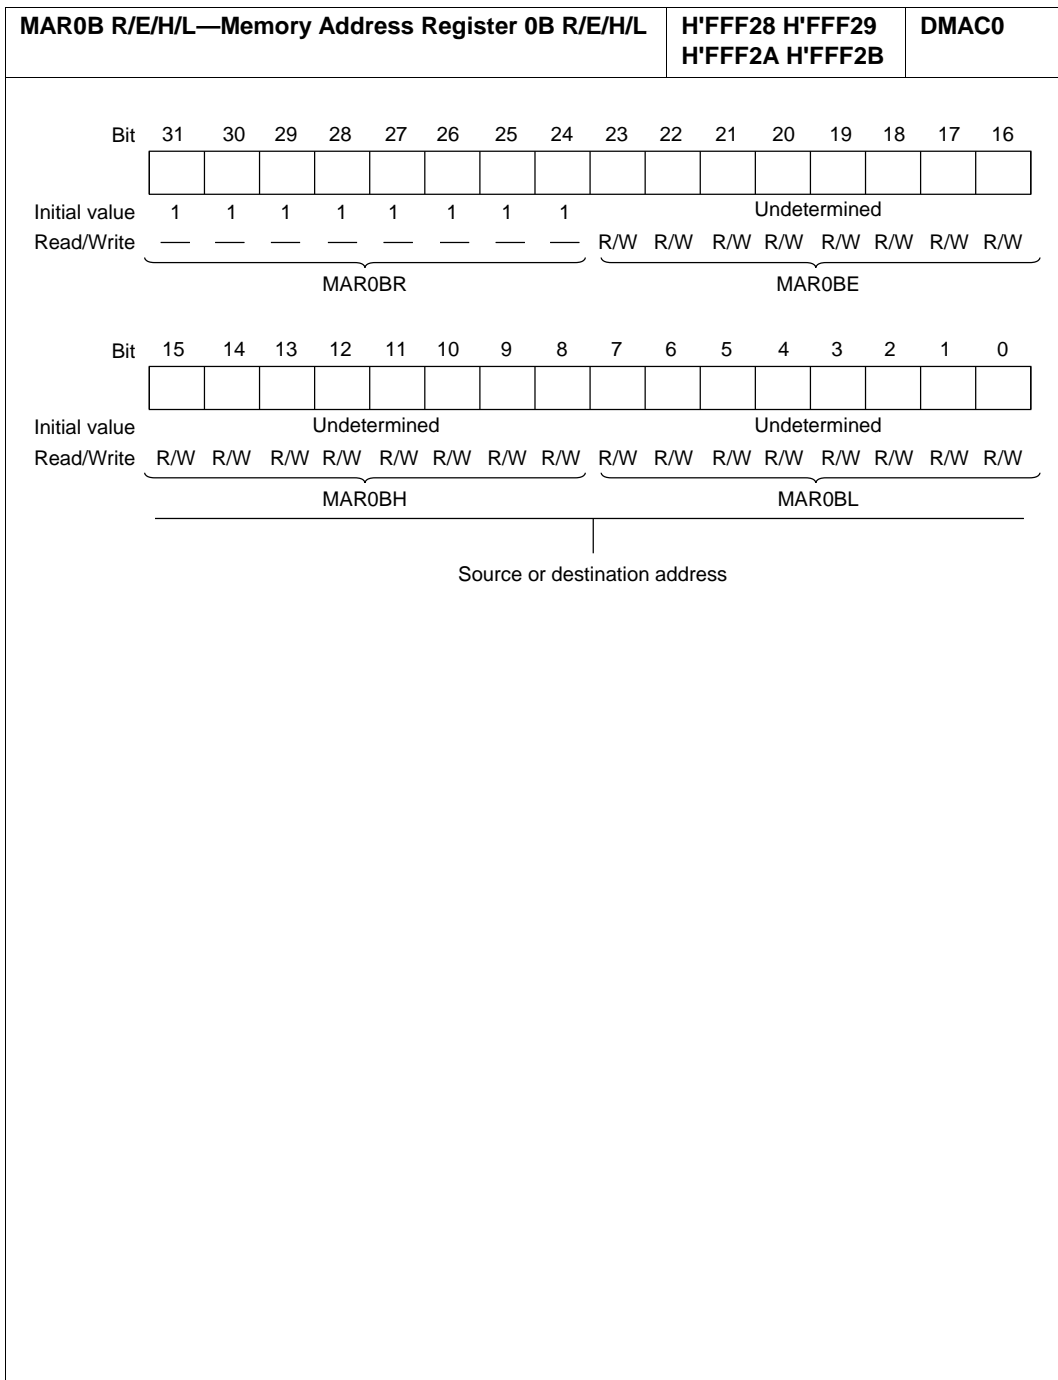 MAR0B R/E/H/L—Memory Address Register 0B R/E/H/L
H'FFF28 H'FFF29
H'FFF2A H'FFF2B
DMAC0
Bit 31 30 29 28 27 26 25 24 23 22 21 20 19 18 17 16
Initial value 1 1 1 1 1 1 1 1 Undetermined
Read/Write — — — — — — — — R/W R/W R/W R/W R/W R/W R/W R/W
MAR0BR MAR0BE
Bit 15 14 13 12 11 10 9 8 7 6 5 4 3 2 1 0
Initial value Undetermined Undetermined
Read/Write R/W R/W R/W R/W R/W R/W R/W R/W R/W R/W R/W R/W R/W R/W R/W R/W
MAR0BH MAR0BL
Source or destination address